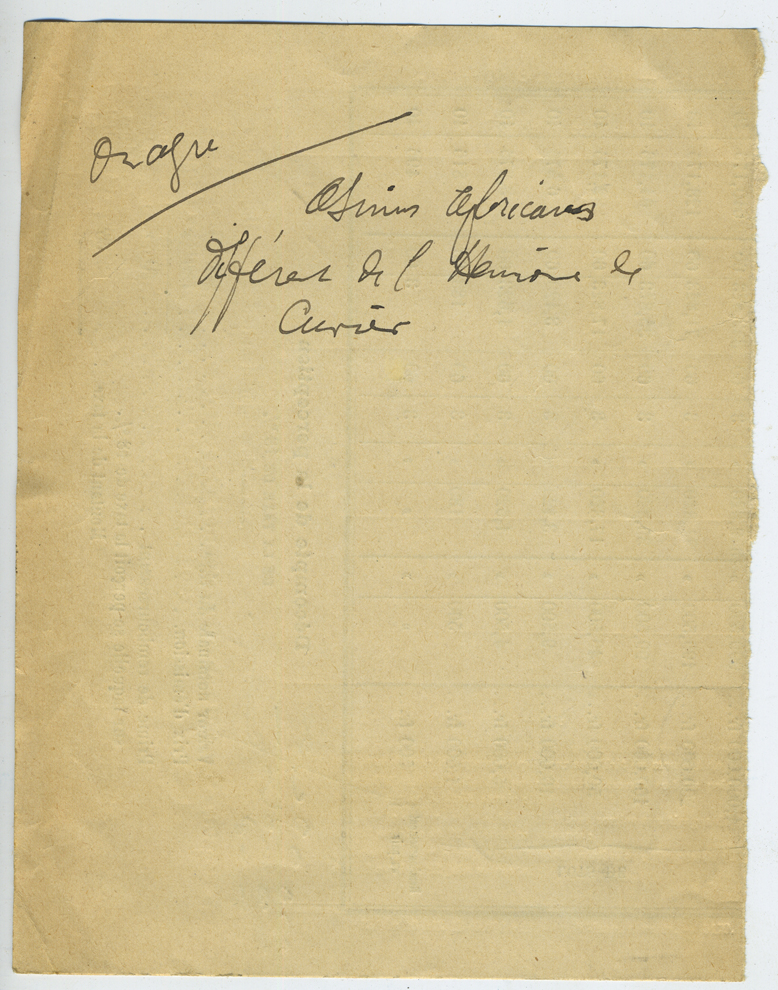 Onagre
Asinus africanus
différent de l'Hémione de
Cuvier